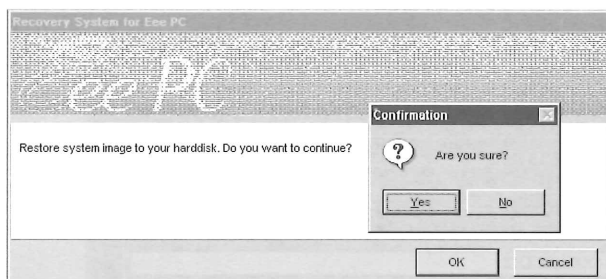 Recovery System for Eee PC
Eee PC
Confirmation
Restore system image to your harddisk. Do you want to continue?
Are you sure?
Yes
No
OK
Cancel